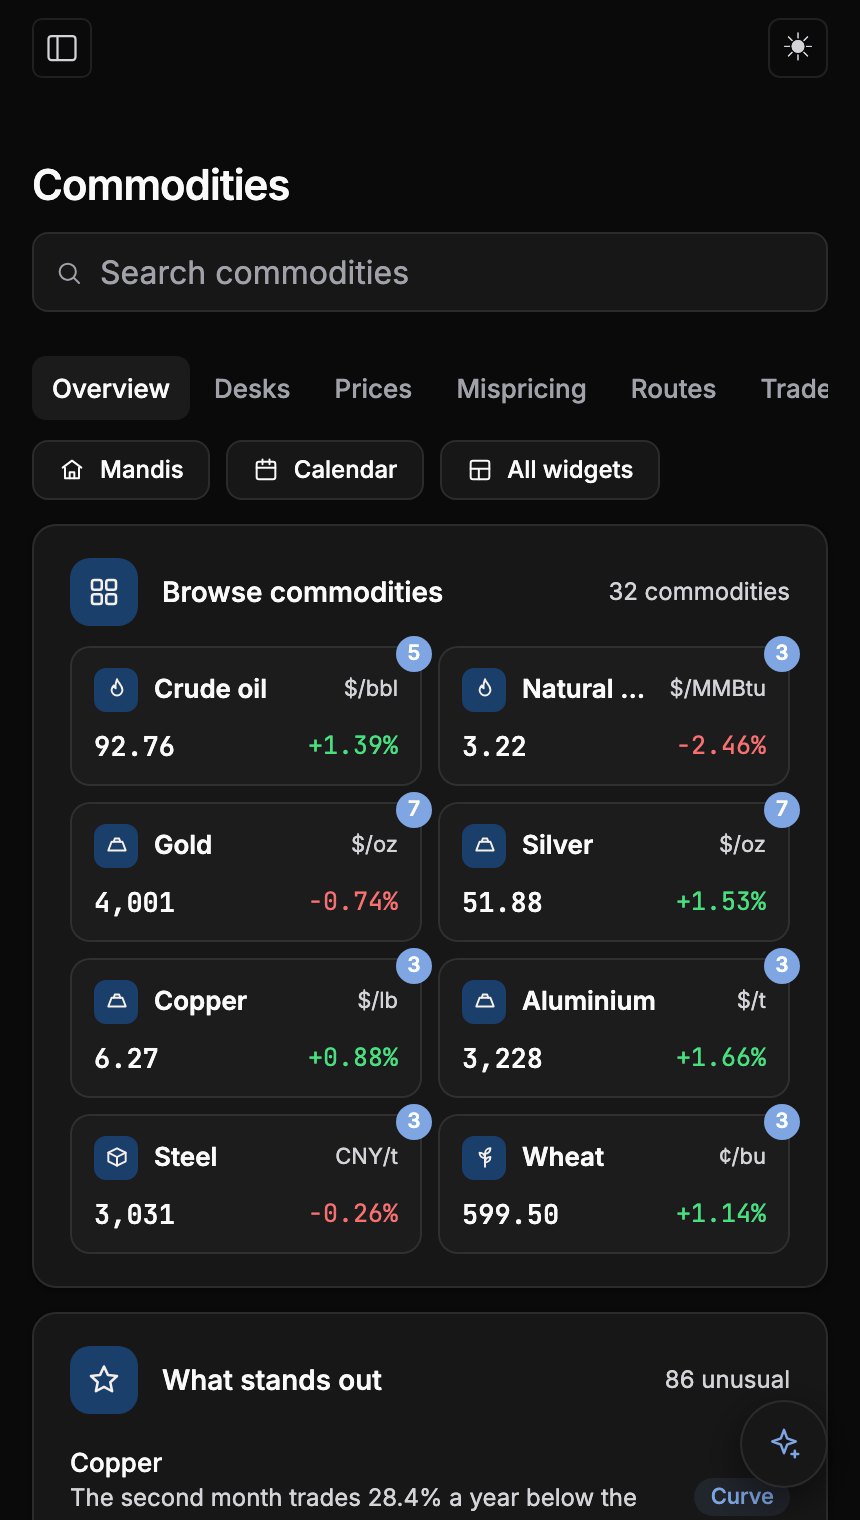 Commodities
Search commodities
Overview Desks Prices Mispricing Routes Trade
Mandis Calendar All widgets
Browse commodities 32 commodities
5 3
Crude oil $/bbl Natural ... $/MMBtu
92.76 +1.39% 3.22 -2.46%
7 7
Gold $/oz Silver $/oz
4,001 -0.74% 51.88 +1.53%
3 3
Copper $/lb Aluminium $/t
6.27 +0.88% 3,228 +1.66%
3 3
Steel CNY/t Wheat ¢/bu
3,031 -0.26% 599.50 +1.14%
What stands out 86 unusual
Copper
The second month trades 28.4% a year below the Curve